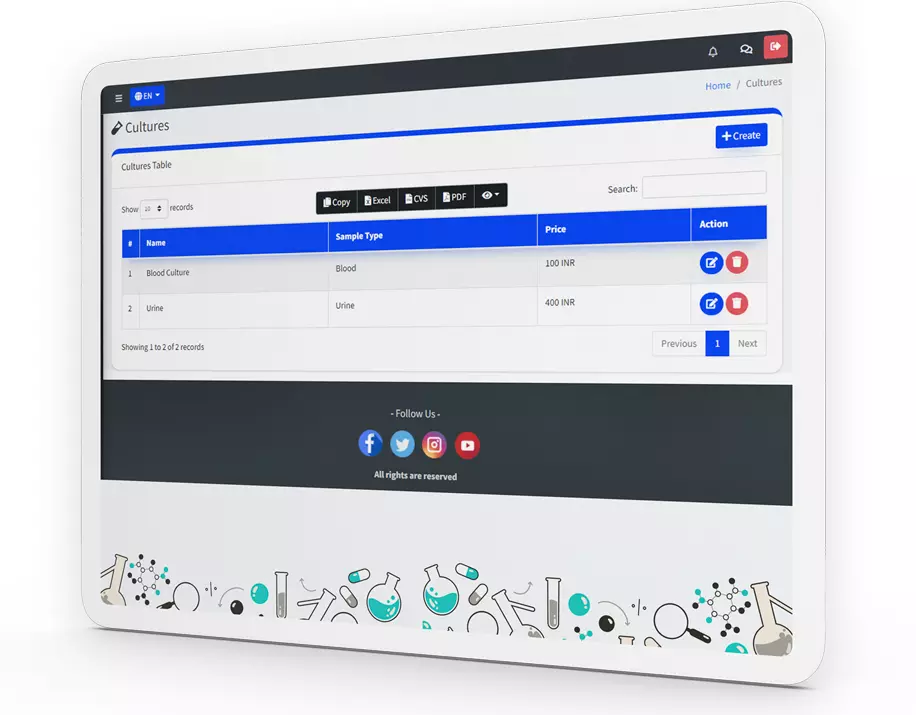 EN
Home / Cultures
Cultures
+ Create
Cultures Table
Show 10 records
Copy Excel CVS PDF
Search:
# Name Sample Type Price Action
1 Blood Culture Blood 100 INR
2 Urine Urine 400 INR
Showing 1 to 2 of 2 records
Previous 1 Next
- Follow Us -
All rights are reserved